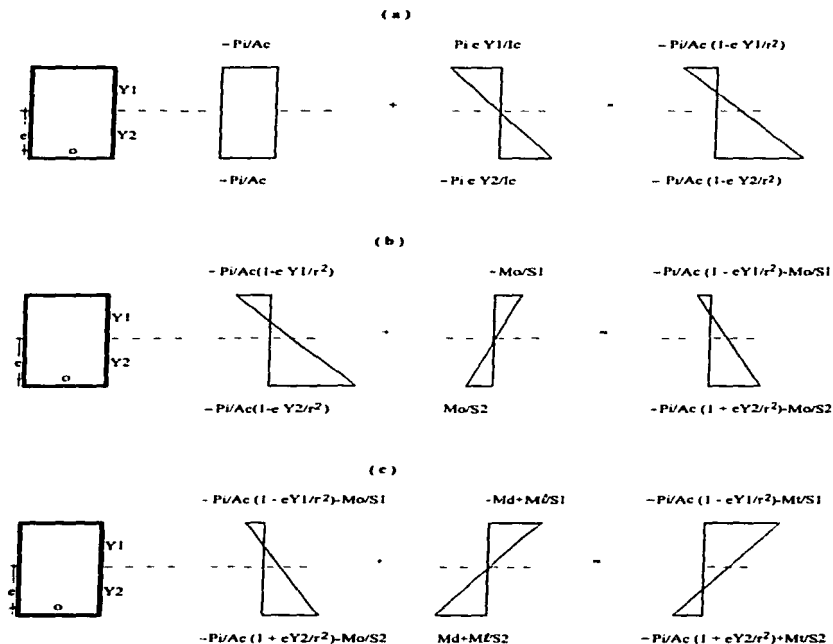 (a)
-Pi/Ac Pi e Y1/Ic -Pi/Ac (1-e Y1/r²)
Y1
+ =
e Y2
o
-Pi/Ac -Pi e Y2/Ic -Pi/Ac (1-e Y2/r²)
(b)
-Pi/Ac(1-e Y1/r²) -Mo/S1 -Pi/Ac (1 - eY1/r²)-Mo/S1
Y1
+ =
e Y2
o
-Pi/Ac(1-e Y2/r²) Mo/S2 -Pi/Ac (1 + eY2/r²)-Mo/S2
(c)
-Pi/Ac (1 - eY1/r²)-Mo/S1 -Md+Mℓ/S1 -Pi/Ac (1 - eY1/r²)-Mt/S1
Y1
+ =
e Y2
o
-Pi/Ac (1 + eY2/r²)-Mo/S2 Md+Mℓ/S2 -Pi/Ac (1 + eY2/r²)+Mt/S2